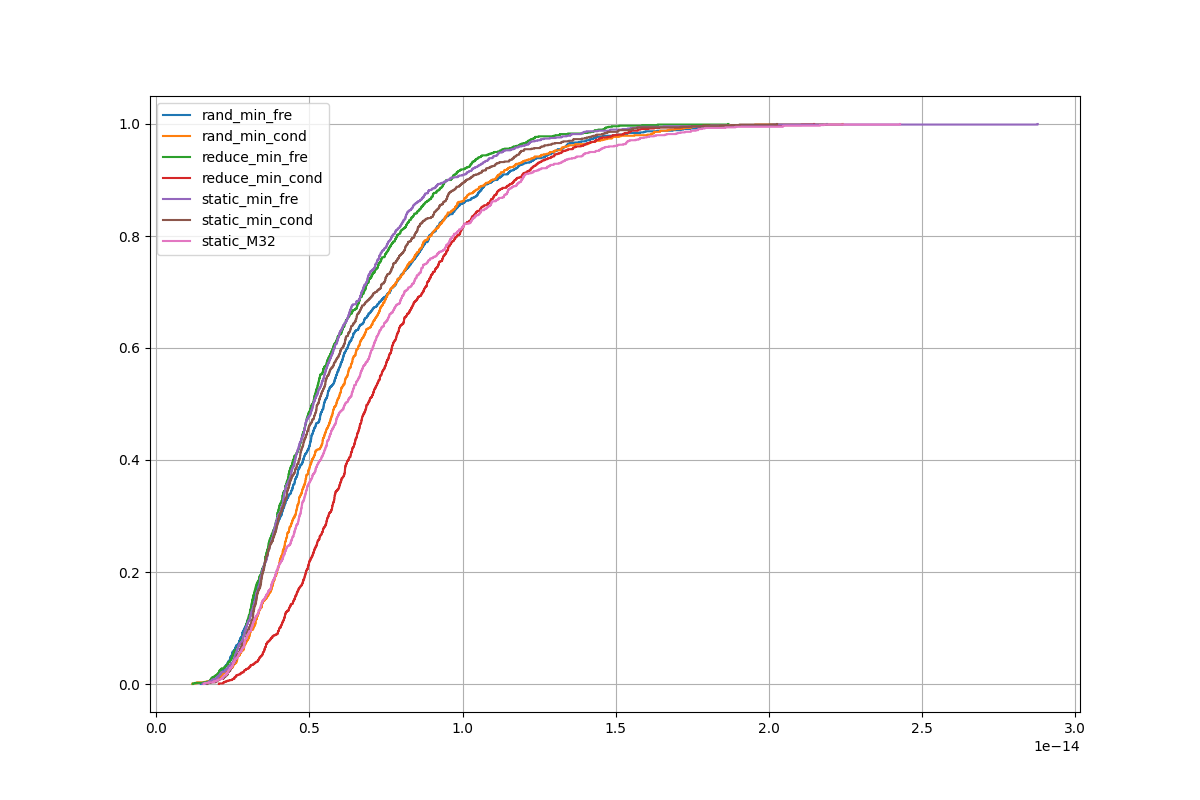 rand_min_fre
rand_min_cond
reduce_min_fre
reduce_min_cond
static_min_fre
static_min_cond
static_M32
1.0
0.8
0.6
0.4
0.2
0.0
0.0 0.5 1.0 1.5 2.0 2.5 3.0
1e−14